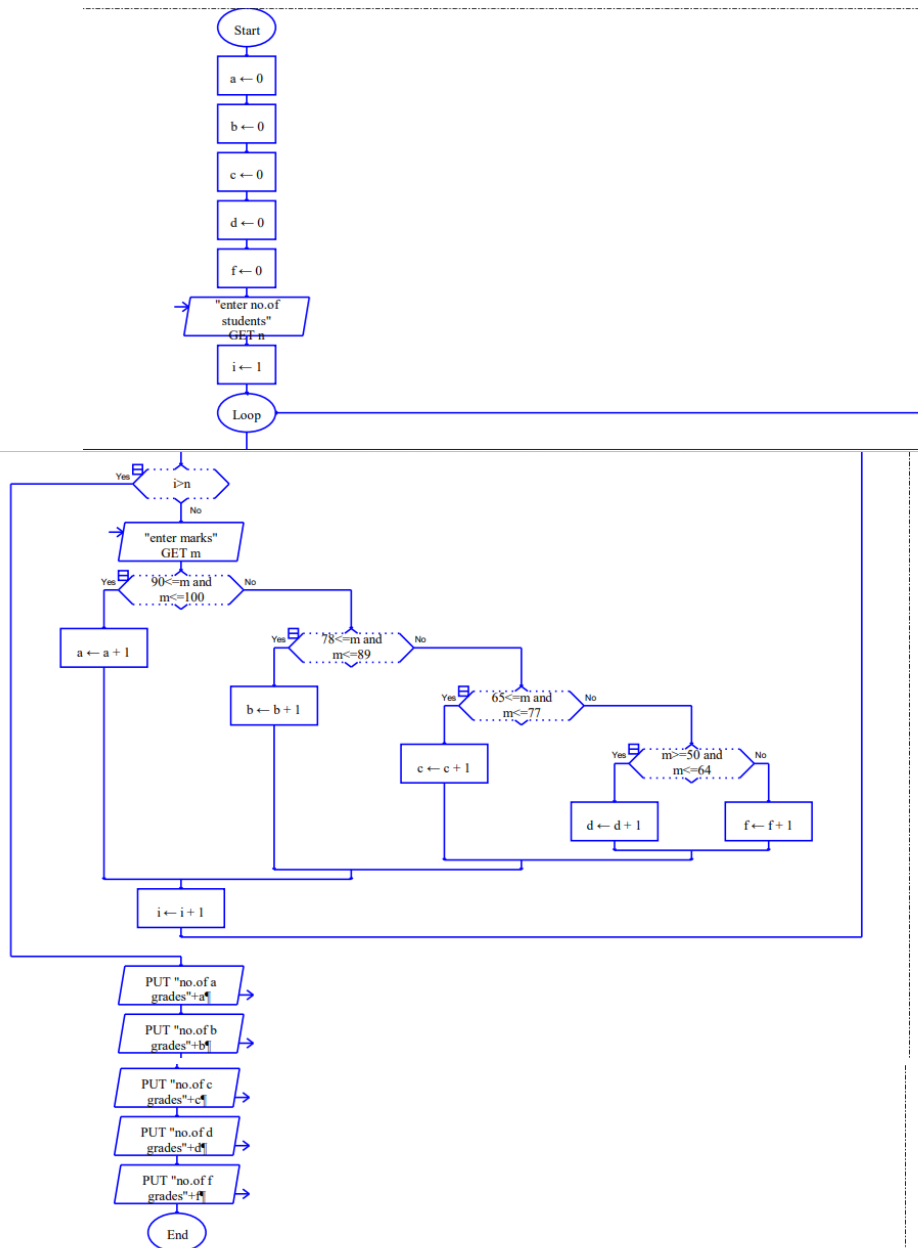 Start
a ← 0
b ← 0
c ← 0
d ← 0
f ← 0
"enter no.of
students"
GET n
i ← 1
Loop
Yes
i>n
No
"enter marks"
GET m
Yes
90<=m and
m<=100
No
a ← a + 1
Yes
78<=m and
m<=89
No
b ← b + 1
Yes
65<=m and
m<=77
No
c ← c + 1
Yes
m>=50 and
m<=64
No
d ← d + 1
f ← f + 1
i ← i + 1
PUT "no.of a
grades"+a¶
PUT "no.of b
grades"+b¶
PUT "no.of c
grades"+c¶
PUT "no.of d
grades"+d¶
PUT "no.of f
grades"+f¶
End